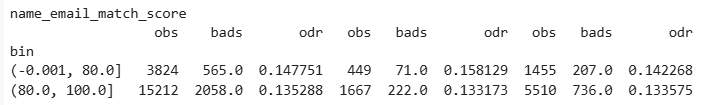 name_email_match_score
obs bads odr obs bads odr obs bads odr
bin
(-0.001, 80.0] 3824 565.0 0.147751 449 71.0 0.158129 1455 207.0 0.142268
(80.0, 100.0] 15212 2058.0 0.135288 1667 222.0 0.133173 5510 736.0 0.133575